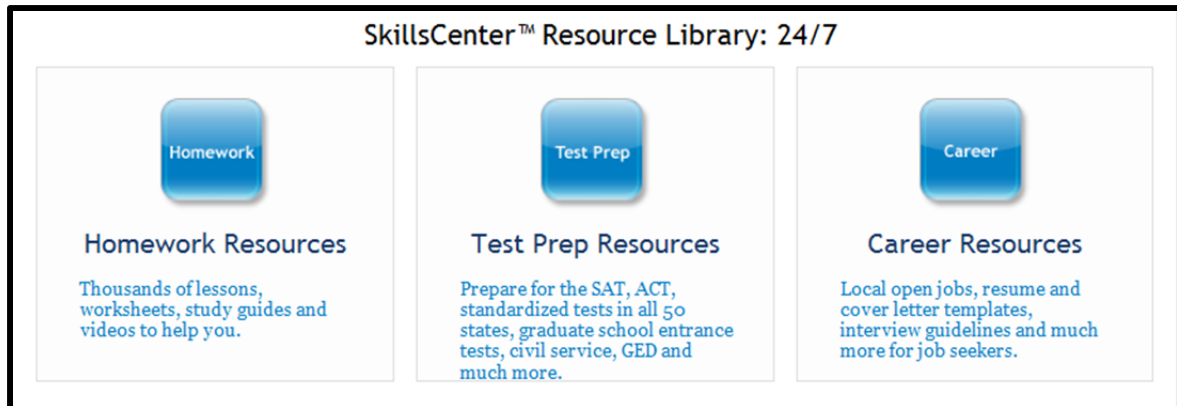 SkillsCenter™ Resource Library: 24/7
Homework
Homework Resources
Thousands of lessons,
worksheets, study guides and
videos to help you.
Test Prep
Test Prep Resources
Prepare for the SAT, ACT,
standardized tests in all 50
states, graduate school entrance
tests, civil service, GED and
much more.
Career
Career Resources
Local open jobs, resume and
cover letter templates,
interview guidelines and much
more for job seekers.